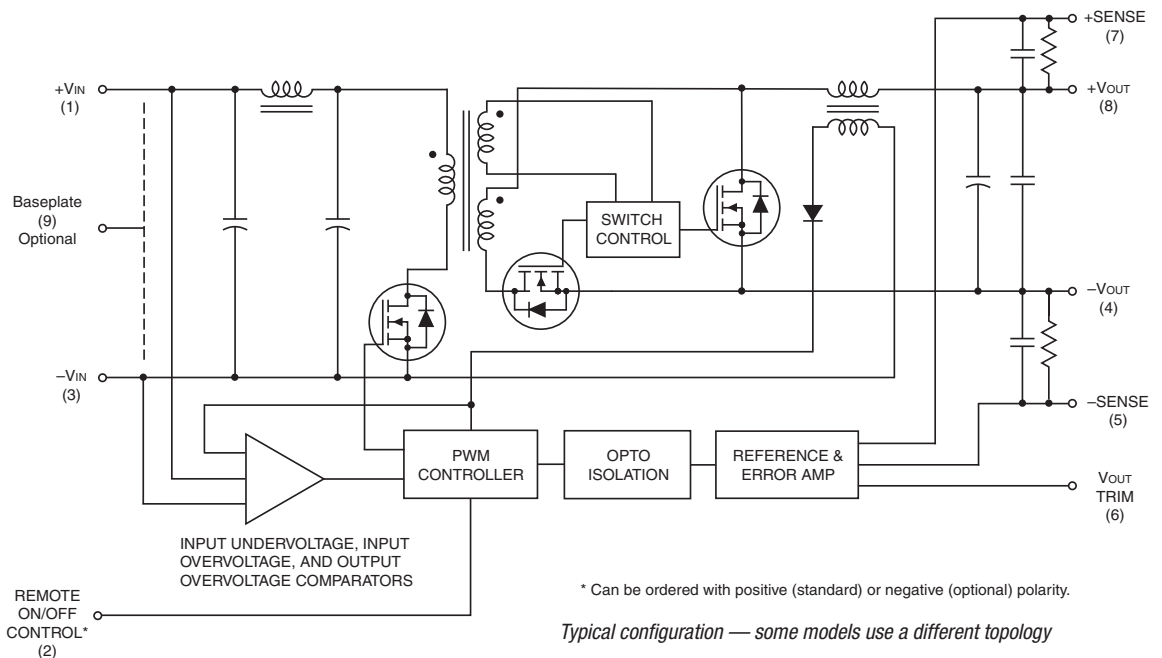 +SENSE
(7)
+VIN
(1)
+VOUT
(8)
Baseplate
(9)
Optional
SWITCH
CONTROL
–VOUT
(4)
–VIN
(3)
–SENSE
(5)
PWM
CONTROLLER
OPTO
ISOLATION
REFERENCE &
ERROR AMP
VOUT
TRIM
(6)
INPUT UNDERVOLTAGE, INPUT
OVERVOLTAGE, AND OUTPUT
OVERVOLTAGE COMPARATORS
REMOTE
ON/OFF
CONTROL*
(2)
* Can be ordered with positive (standard) or negative (optional) polarity.
Typical configuration — some models use a different topology